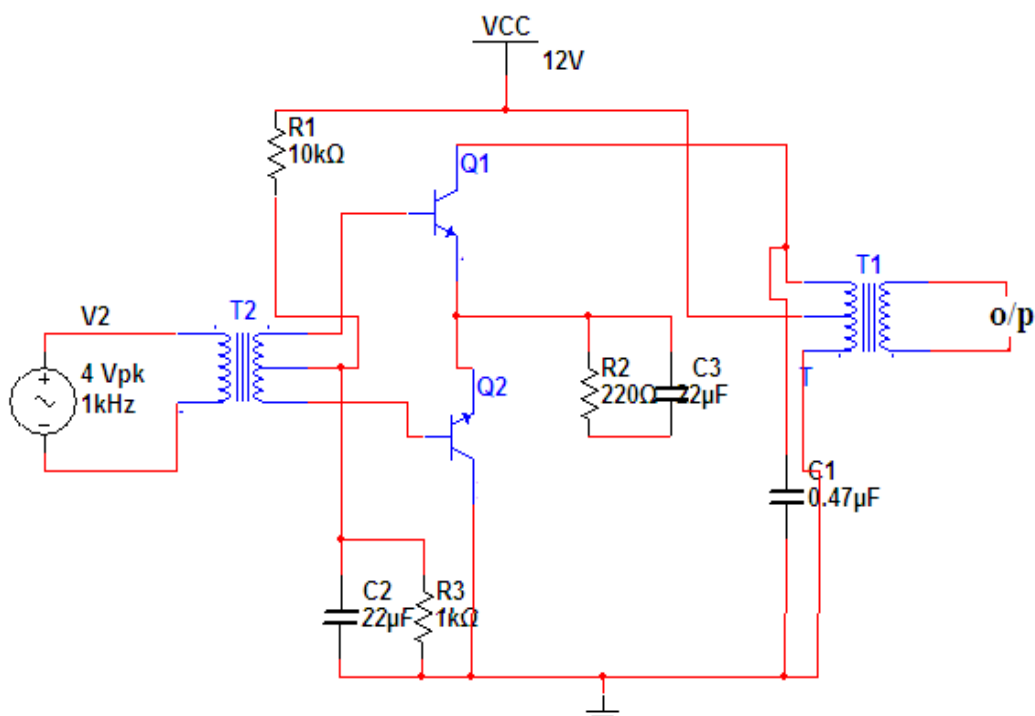 VCC
12V
R1
10kΩ
Q1
T2
V2
4 Vpk
1kHz
T1
o/p
T
R2
220Ω
C3
22µF
Q2
C1
0.47µF
C2
22µF
R3
1kΩ